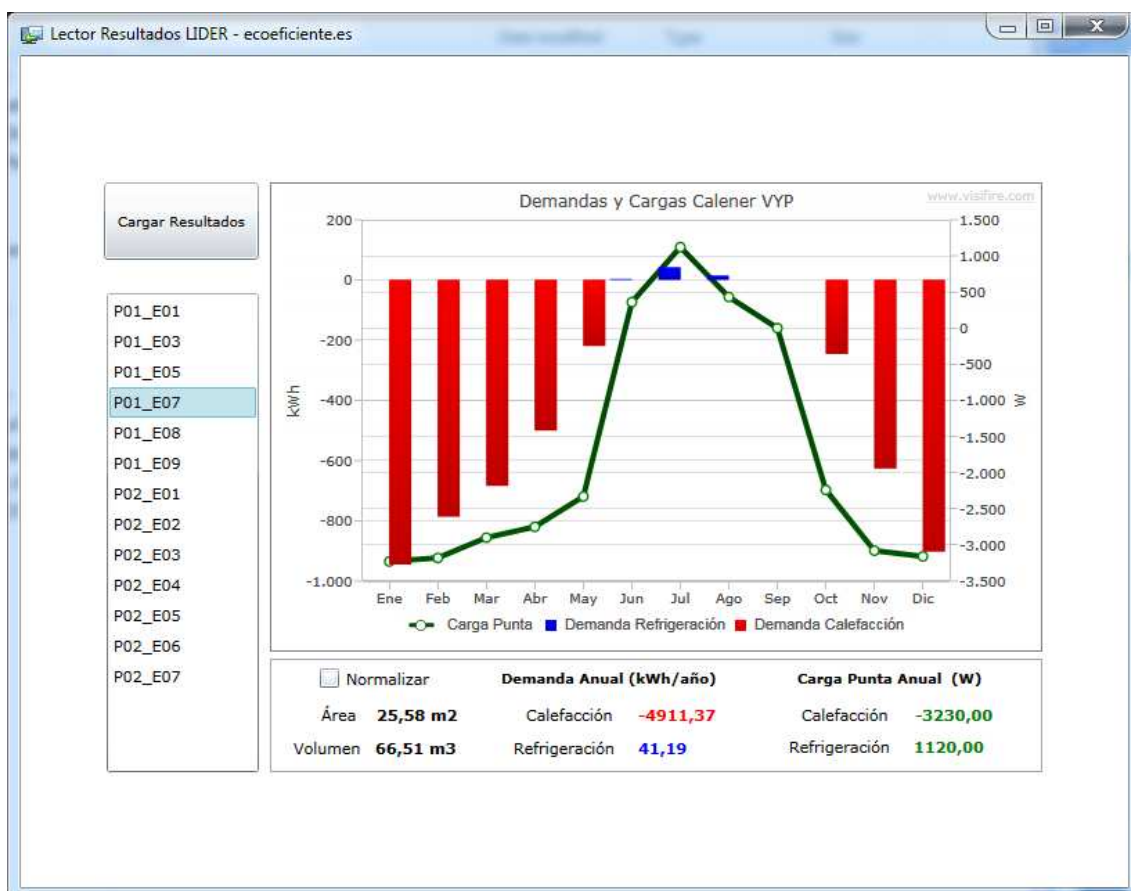 Lector Resultados LIDER - ecoeficiente.es
Cargar Resultados
P01_E01
P01_E03
P01_E05
P01_E07
P01_E08
P01_E09
P02_E01
P02_E02
P02_E03
P02_E04
P02_E05
P02_E06
P02_E07
Demandas y Cargas Calener VYP
www.visifire.com
200
0
-200
-400
-600
-800
-1.000
kWh
1.500
1.000
500
0
-500
-1.000
-1.500
-2.000
-2.500
-3.000
-3.500
W
Ene Feb Mar Abr May Jun Jul Ago Sep Oct Nov Dic
Carga Punta Demanda Refrigeración Demanda Calefacción
Normalizar Demanda Anual (kWh/año) Carga Punta Anual (W)
Área 25,58 m2 Calefacción -4911,37 Calefacción -3230,00
Volumen 66,51 m3 Refrigeración 41,19 Refrigeración 1120,00